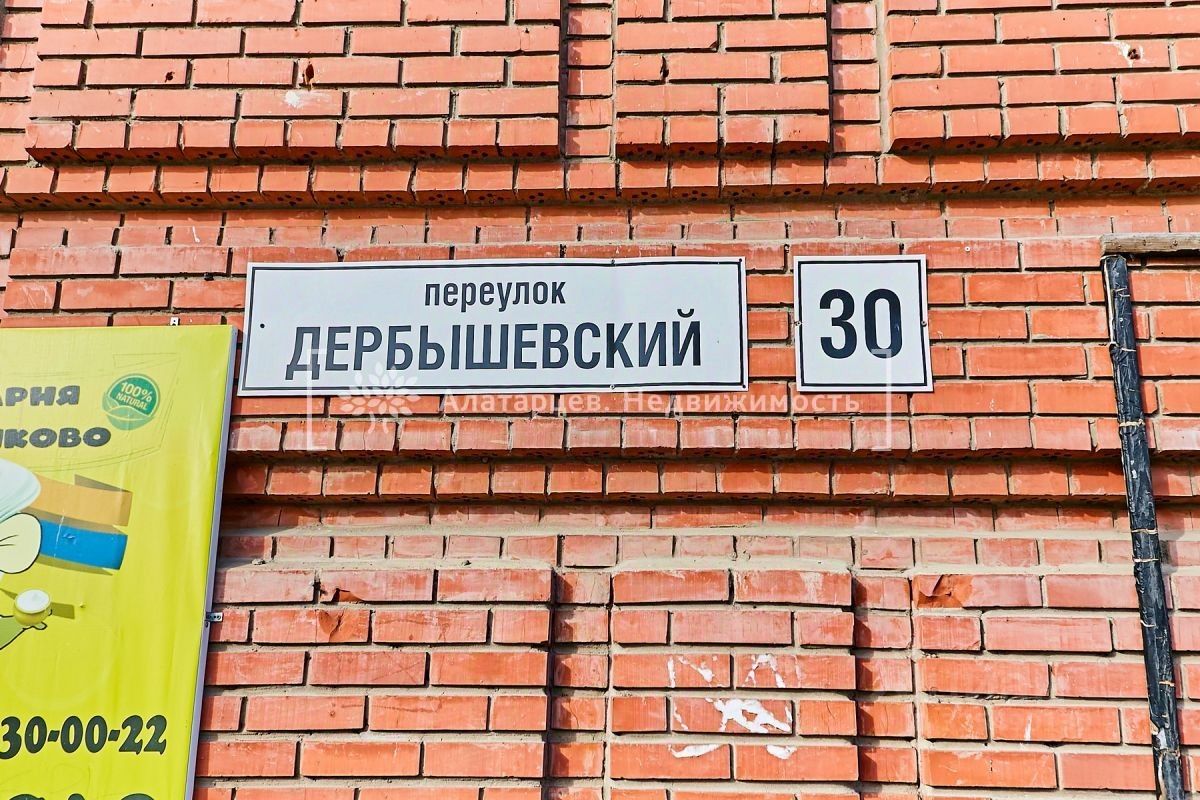 переулок
ДЕРБЫШЕВСКИЙ
30
Алатарцев. Недвижимость
100%
NATURAL
30-00-22